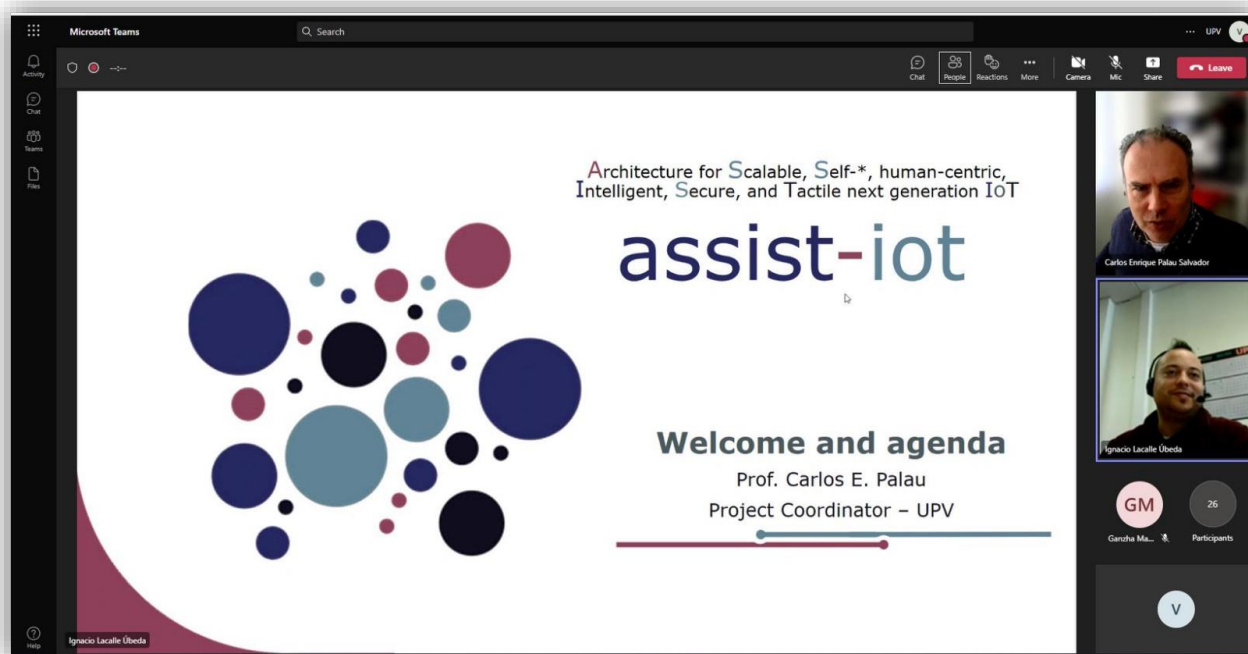 Microsoft Teams
Search
UPV
V
Activity
Chat
Teams
Files
Help
--:--
Chat
People
Reactions
More
Camera
Mic
Share
Leave
Architecture for Scalable, Self-*, human-centric,
Intelligent, Secure, and Tactile next generation IoT
assist-iot
Welcome and agenda
Prof. Carlos E. Palau
Project Coordinator – UPV
Ignacio Lacalle Úbeda
Carlos Enrique Palau Salvador
UP
Ignacio Lacalle Úbeda
GM
26
Ganzha Ma...
Participants
V